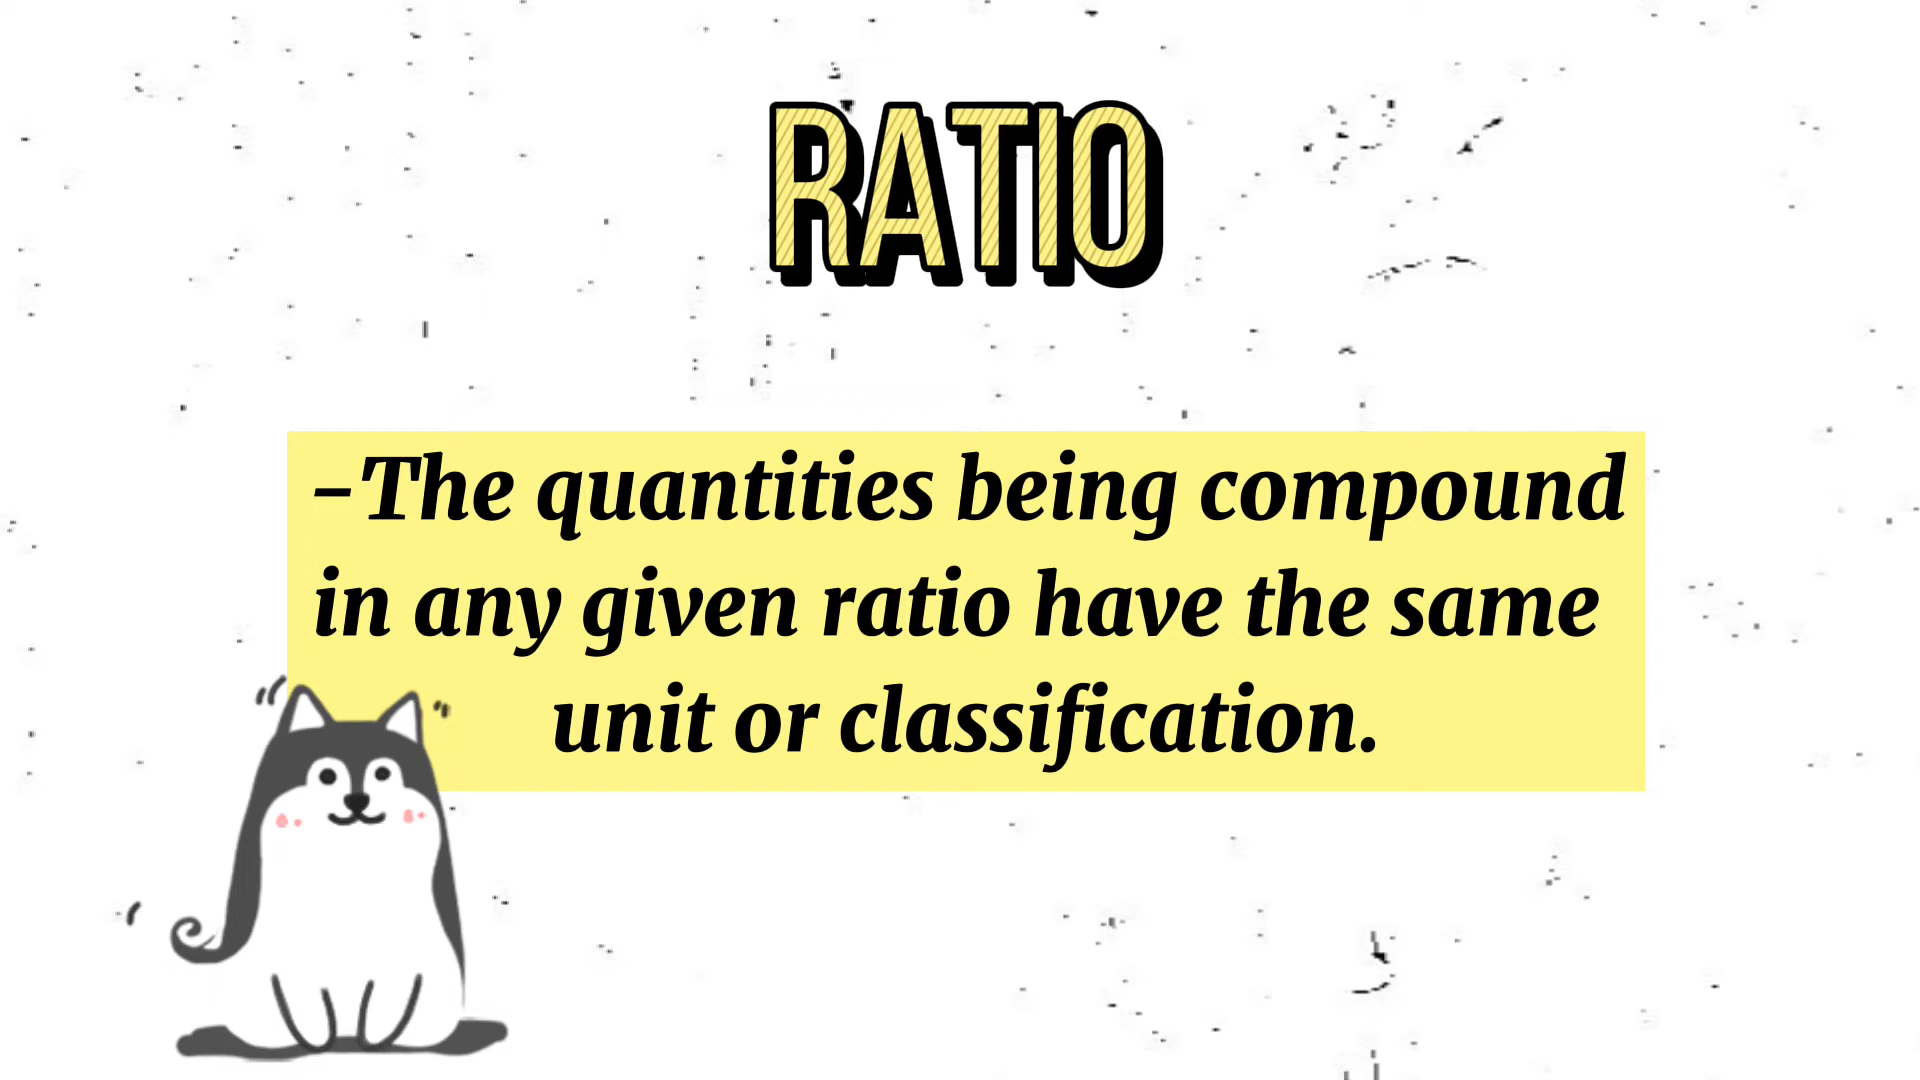 RATIO
-The quantities being compound
in any given ratio have the same
unit or classification.